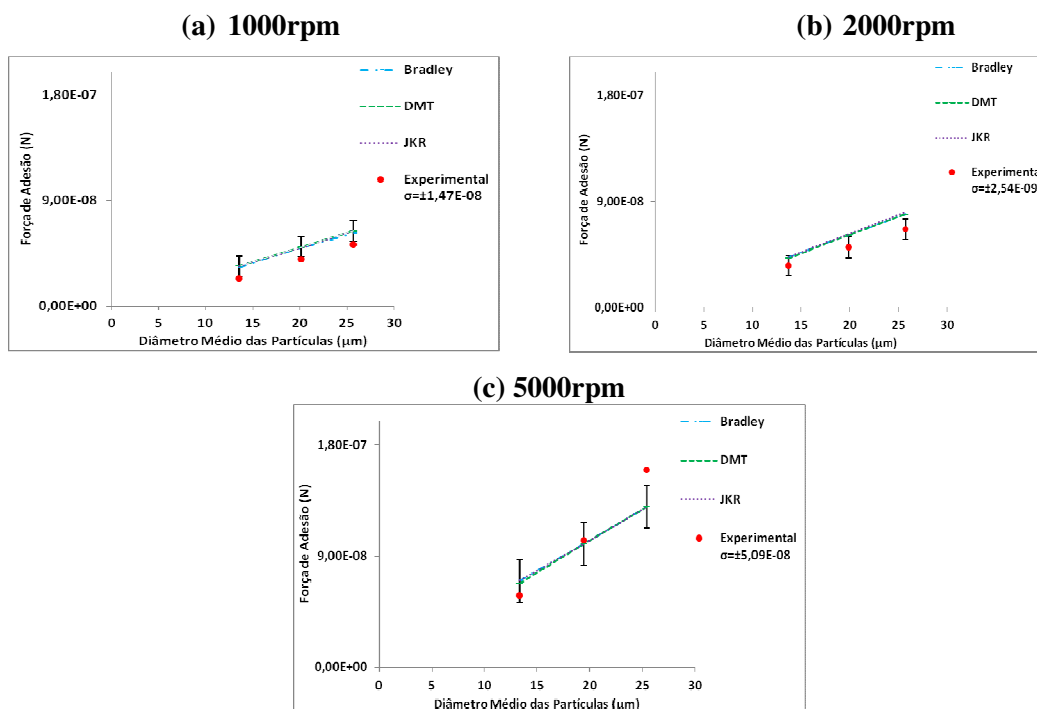 (a) 1000rpm
Força de Adesão (N)
1,80E-07
9,00E-08
0,00E+00
0 5 10 15 20 25 30
Diâmetro Médio das Partículas (µm)
Bradley
DMT
JKR
Experimental
σ=±1,47E-08
(b) 2000rpm
Força de Adesão (N)
1,80E-07
9,00E-08
0,00E+00
0 5 10 15 20 25 30
Diâmetro Médio das Partículas (µm)
Bradley
DMT
JKR
Experimenta
σ=±2,54E-09
(c) 5000rpm
Força de Adesão (N)
1,80E-07
9,00E-08
0,00E+00
0 5 10 15 20 25 30
Diâmetro Médio das Partículas (µm)
Bradley
DMT
JKR
Experimental
σ=±5,09E-08